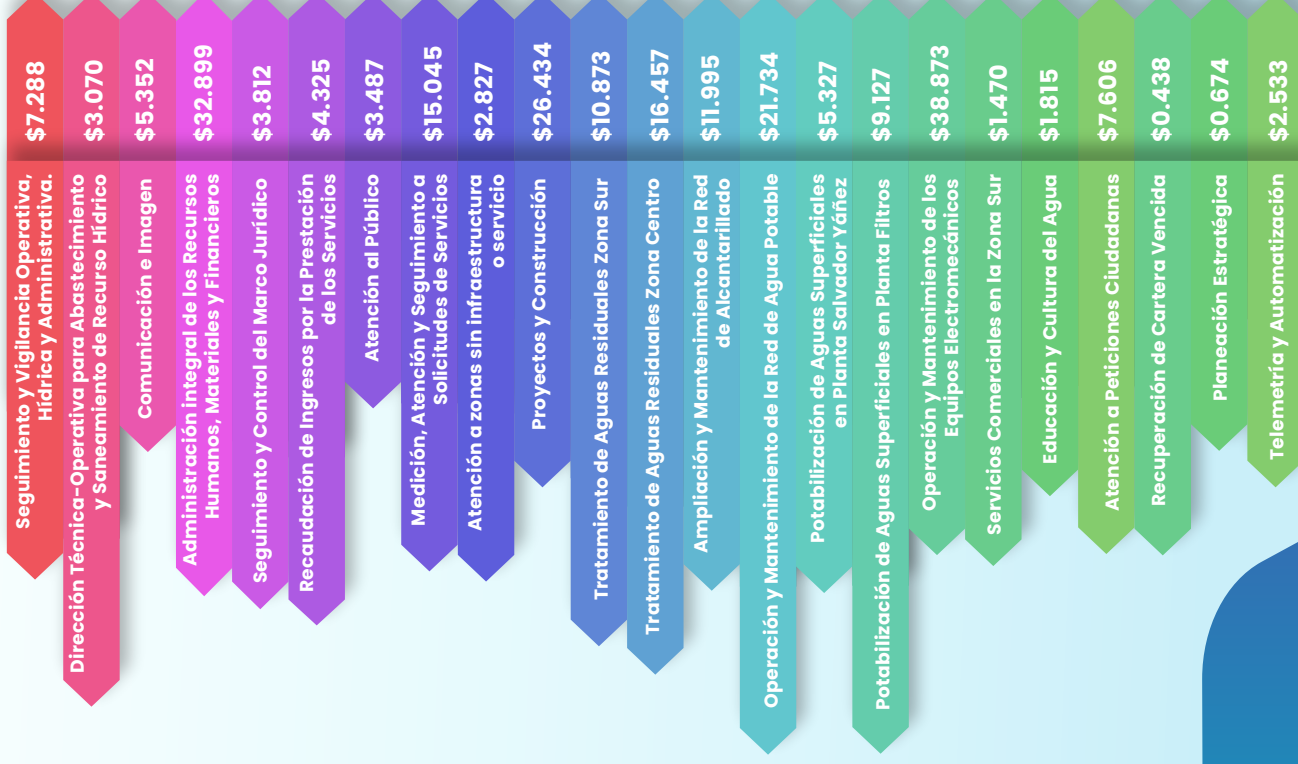 $7.288
Seguimiento y Vigilancia Operativa,
Hídrica y Administrativa.
$3.070
Dirección Técnica-Operativa para Abastecimiento
y Saneamiento de Recurso Hídrico
$5.352
Comunicación e Imagen
$32.899
Administración integral de los Recursos
Humanos, Materiales y Financieros
$3.812
Seguimiento y Control del Marco Jurídico
$4.325
Recaudación de Ingresos por la Prestación
de los Servicios
$3.487
Atención al Público
$15.045
Medición, Atención y Seguimiento a
Solicitudes de Servicios
$2.827
Atención a zonas sin infraestructura
o servicio
$26.434
Proyectos y Construcción
$10.873
Tratamiento de Aguas Residuales Zona Sur
$16.457
Tratamiento de Aguas Residuales Zona Centro
$11.995
Ampliación y Mantenimiento de la Red
de Alcantarillado
$21.734
Operación y Mantenimiento de la Red de Agua Potable
$5.327
Potabilización de Aguas Superficiales
en Planta Salvador Yáñez
$9.127
Potabilización de Aguas Superficiales en Planta Filtros
$38.873
Operación y Mantenimiento de los
Equipos Electromecánicos
$1.470
Servicios Comerciales en la Zona Sur
$1.815
Educación y Cultura del Agua
$7.606
Atención a Peticiones Ciudadanas
$0.438
Recuperación de Cartera Vencida
$0.674
Planeación Estratégica
$2.533
Telemetría y Automatización